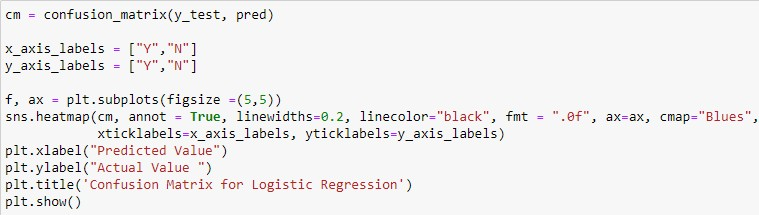 cm = confusion_matrix(y_test, pred)
x_axis_labels = ["Y","N"]
y_axis_labels = ["Y","N"]
f, ax = plt.subplots(figsize =(5,5))
sns.heatmap(cm, annot = True, linewidths=0.2, linecolor="black", fmt = ".0f", ax=ax, cmap="Blues",
xticklabels=x_axis_labels, yticklabels=y_axis_labels)
plt.xlabel("Predicted Value")
plt.ylabel("Actual Value ")
plt.title('Confusion Matrix for Logistic Regression')
plt.show()